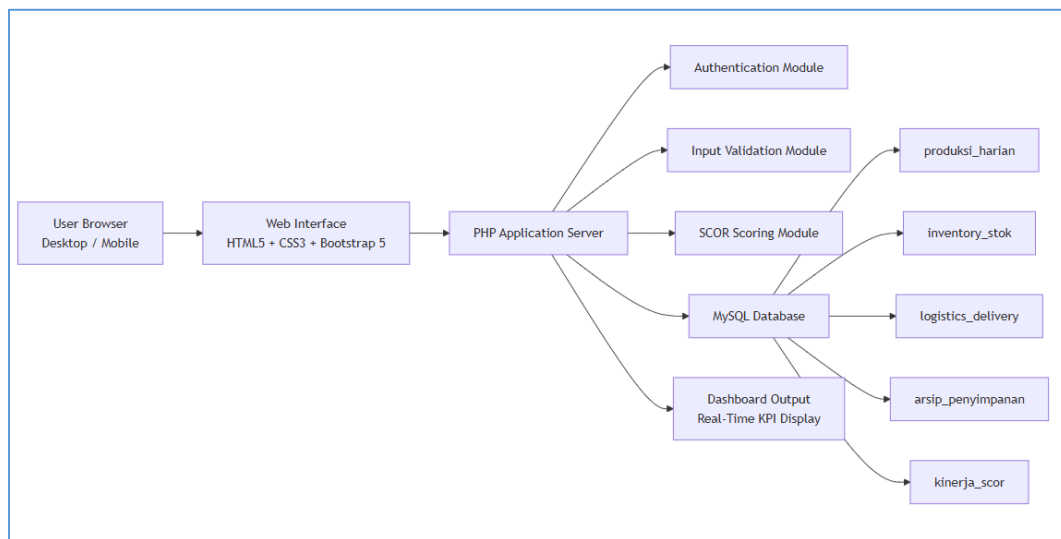 User Browser
Desktop / Mobile
Web Interface
HTML5 + CSS3 + Bootstrap 5
PHP Application Server
Authentication Module
Input Validation Module
SCOR Scoring Module
MySQL Database
Dashboard Output
Real-Time KPI Display
produksi_harian
inventory_stok
logistics_delivery
arsip_penyimpanan
kinerja_scor